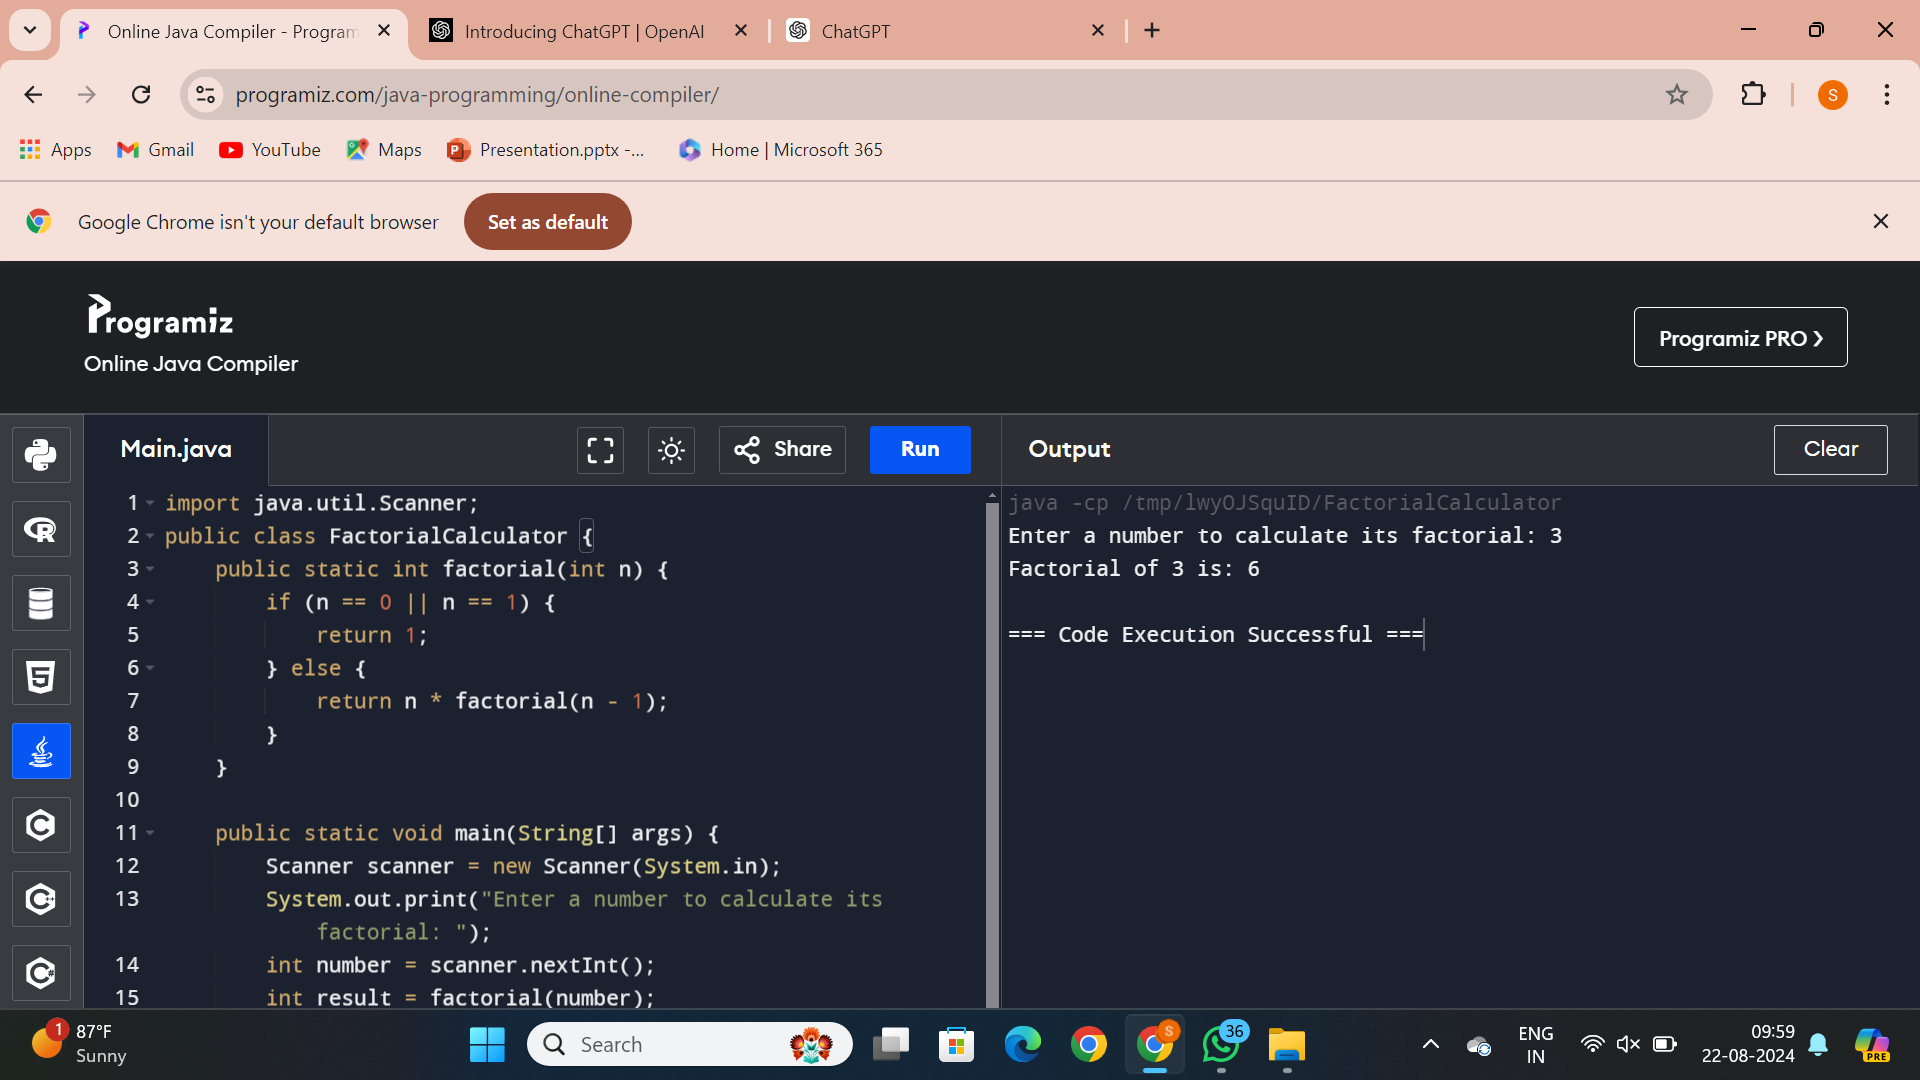 Online Java Compiler - Program
Introducing ChatGPT | OpenAI
ChatGPT
programiz.com/java-programming/online-compiler/
S
Apps
Gmail
YouTube
Maps
Presentation.pptx -...
Home | Microsoft 365
Google Chrome isn't your default browser
Set as default
Programiz
Online Java Compiler
Programiz PRO ❯
Main.java
Share
Run
Output
Clear
1 import java.util.Scanner;
2 public class FactorialCalculator {
3     public static int factorial(int n) {
4         if (n == 0 || n == 1) {
5             return 1;
6         } else {
7             return n * factorial(n - 1);
8         }
9     }
10
11     public static void main(String[] args) {
12         Scanner scanner = new Scanner(System.in);
13         System.out.print("Enter a number to calculate its
factorial: ");
14         int number = scanner.nextInt();
15         int result = factorial(number);
java -cp /tmp/lwyOJSquID/FactorialCalculator
Enter a number to calculate its factorial: 3
Factorial of 3 is: 6
=== Code Execution Successful ===
1
87°F
Sunny
Search
S
36
ENG
IN
09:59
22-08-2024
PRE